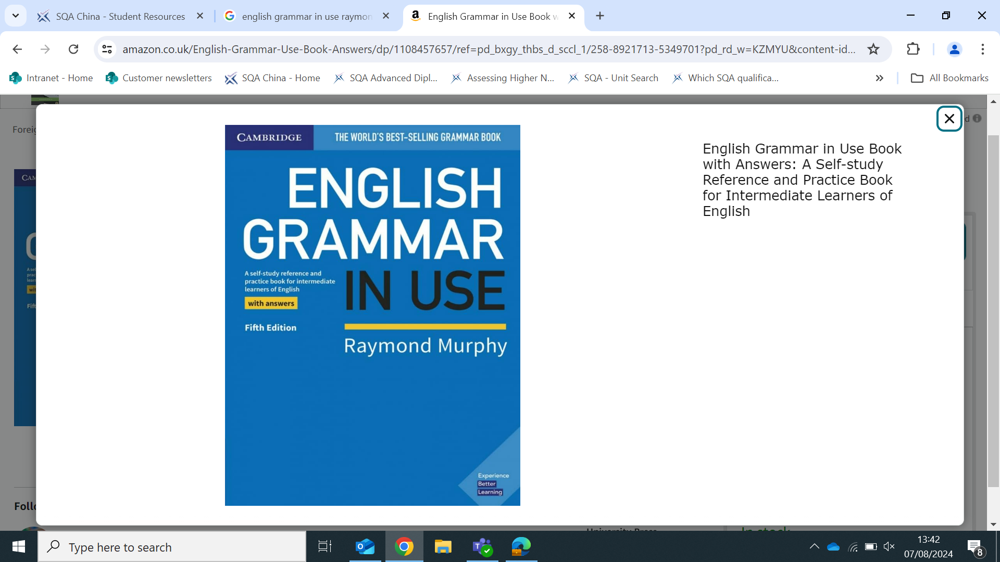 SQA China - Student Resources
english grammar in use raymon
English Grammar in Use Book w
amazon.co.uk/English-Grammar-Use-Book-Answers/dp/1108457657/ref=pd_bxgy_thbs_d_sccl_1/258-8921713-5349701?pd_rd_w=KZMYU&content-id...
Intranet - Home
Customer newsletters
SQA China - Home
SQA Advanced Dipl...
Assessing Higher N...
SQA - Unit Search
Which SQA qualifica...
All Bookmarks
CAMBRIDGE
THE WORLD'S BEST-SELLING GRAMMAR BOOK
ENGLISH
GRAMMAR
IN USE
A self-study reference and
practice book for intermediate
learners of English
with answers
Fifth Edition
Raymond Murphy
Experience
Better
Learning
English Grammar in Use Book
with Answers: A Self-study
Reference and Practice Book
for Intermediate Learners of
English
In stock
Type here to search
13:42
07/08/2024
8